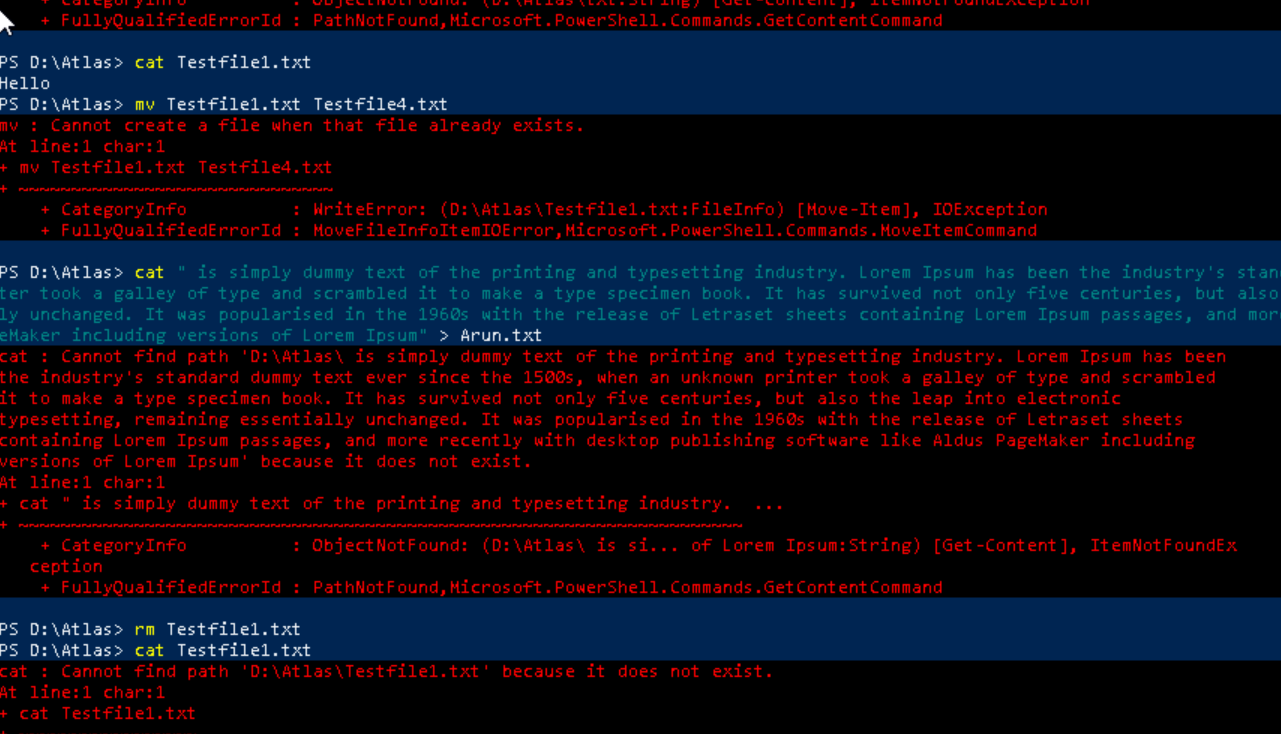 + CategoryInfo : ObjectNotFound: (D:\Atlas\txt:String) [Get-Content], ItemNotFoundException
+ FullyQualifiedErrorId : PathNotFound,Microsoft.PowerShell.Commands.GetContentCommand
PS D:\Atlas> cat Testfile1.txt
Hello
PS D:\Atlas> mv Testfile1.txt Testfile4.txt
mv : Cannot create a file when that file already exists.
At line:1 char:1
+ mv Testfile1.txt Testfile4.txt
+ ~~~~~~~~~~~~~~~~~~~~~~~~~~~~~~
+ CategoryInfo : WriteError: (D:\Atlas\Testfile1.txt:FileInfo) [Move-Item], IOException
+ FullyQualifiedErrorId : MoveFileInfoItemIOError,Microsoft.PowerShell.Commands.MoveItemCommand
PS D:\Atlas> cat " is simply dummy text of the printing and typesetting industry. Lorem Ipsum has been the industry's stan
ter took a galley of type and scrambled it to make a type specimen book. It has survived not only five centuries, but also
ly unchanged. It was popularised in the 1960s with the release of Letraset sheets containing Lorem Ipsum passages, and mor
eMaker including versions of Lorem Ipsum" > Arun.txt
cat : Cannot find path 'D:\Atlas\ is simply dummy text of the printing and typesetting industry. Lorem Ipsum has been
the industry's standard dummy text ever since the 1500s, when an unknown printer took a galley of type and scrambled
it to make a type specimen book. It has survived not only five centuries, but also the leap into electronic
typesetting, remaining essentially unchanged. It was popularised in the 1960s with the release of Letraset sheets
containing Lorem Ipsum passages, and more recently with desktop publishing software like Aldus PageMaker including
versions of Lorem Ipsum' because it does not exist.
At line:1 char:1
+ cat " is simply dummy text of the printing and typesetting industry. ...
+ ~~~~~~~~~~~~~~~~~~~~~~~~~~~~~~~~~~~~~~~~~~~~~~~~~~~~~~~~~~~~~~~~~~~~~
+ CategoryInfo : ObjectNotFound: (D:\Atlas\ is si... of Lorem Ipsum:String) [Get-Content], ItemNotFoundEx
ception
+ FullyQualifiedErrorId : PathNotFound,Microsoft.PowerShell.Commands.GetContentCommand
PS D:\Atlas> rm Testfile1.txt
PS D:\Atlas> cat Testfile1.txt
cat : Cannot find path 'D:\Atlas\Testfile1.txt' because it does not exist.
At line:1 char:1
+ cat Testfile1.txt